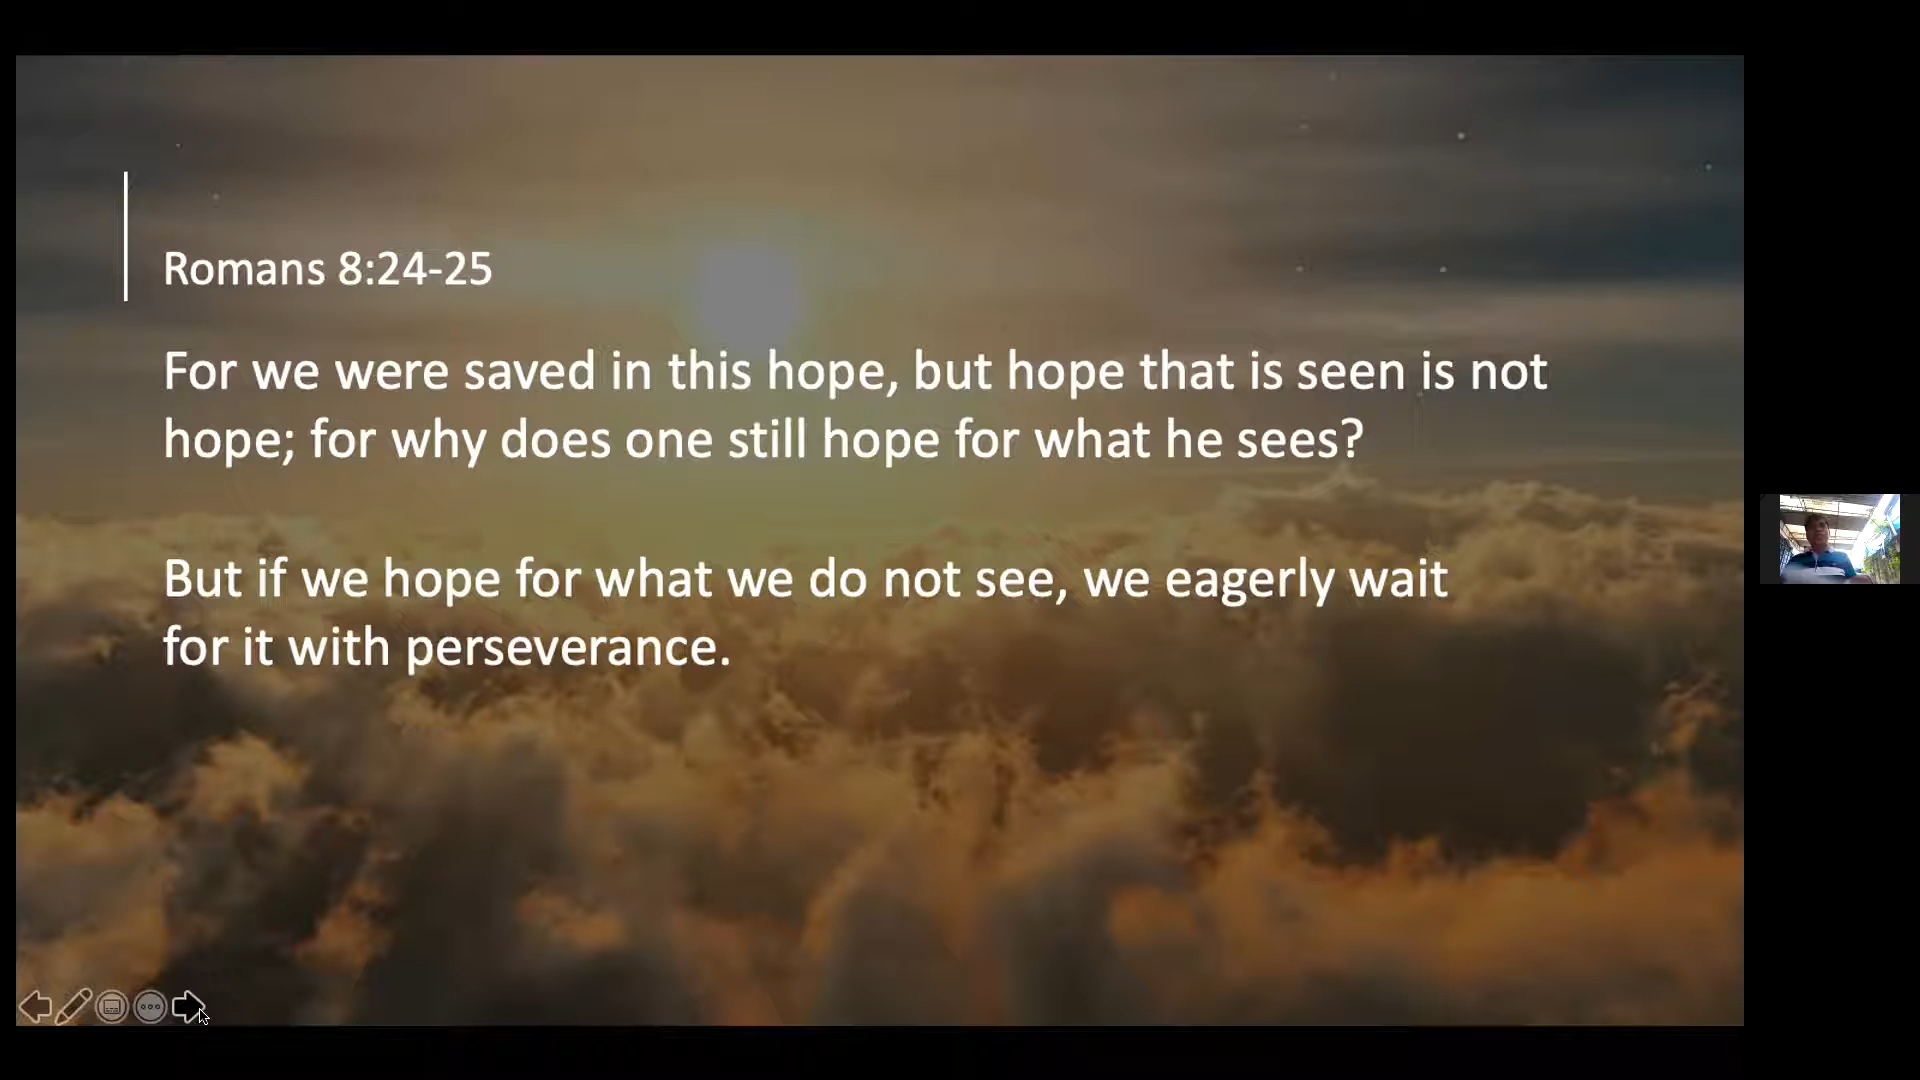 Romans 8:24-25
For we were saved in this hope, but hope that is seen is not
hope; for why does one still hope for what he sees?
But if we hope for what we do not see, we eagerly wait
for it with perseverance.